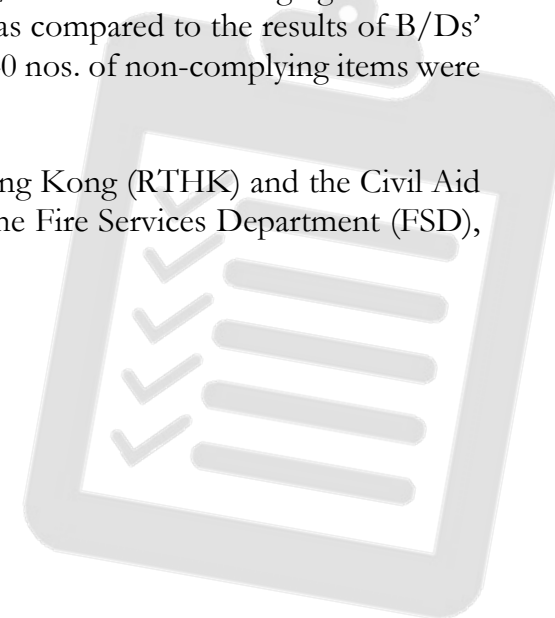 as compared to the results of B/Ds’
0 nos. of non-complying items were
ng Kong (RTHK) and the Civil Aid
he Fire Services Department (FSD),